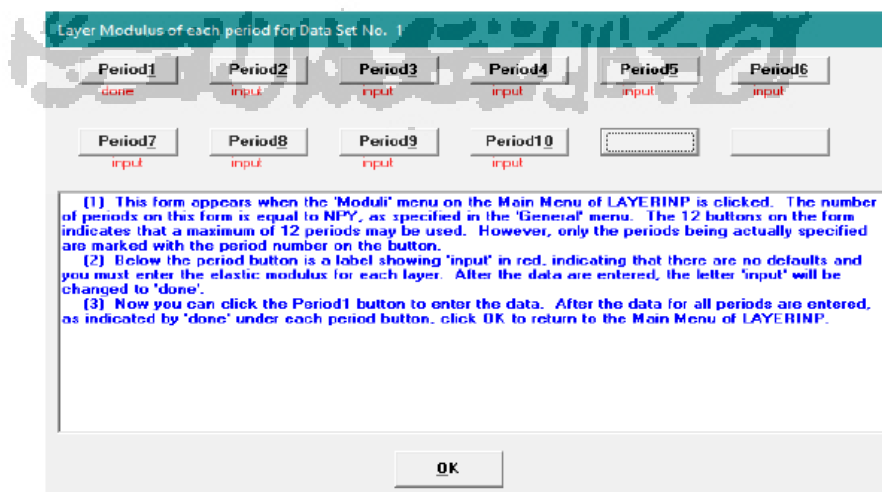 Layer Modulus of each period for Data Set No. 1
Period1 Period2 Period3 Period4 Period5 Period6
done input input input input input
Period7 Period8 Period9 Period10
input input input input
(1) This form appears when the 'Moduli' menu on the Main Menu of LAYERINP is clicked. The number
of periods on this form is equal to NPY, as specified in the 'General' menu. The 12 buttons on the form
indicates that a maximum of 12 periods may be used. However, only the periods being actually specified
are marked with the period number on the button.
(2) Below the period button is a label showing 'input' in red, indicating that there are no defaults and
you must enter the elastic modulus for each layer. After the data are entered, the letter 'input' will be
changed to 'done'.
(3) Now you can click the Period1 button to enter the data. After the data for all periods are entered,
as indicated by 'done' under each period button, click OK to return to the Main Menu of LAYERINP.
OK